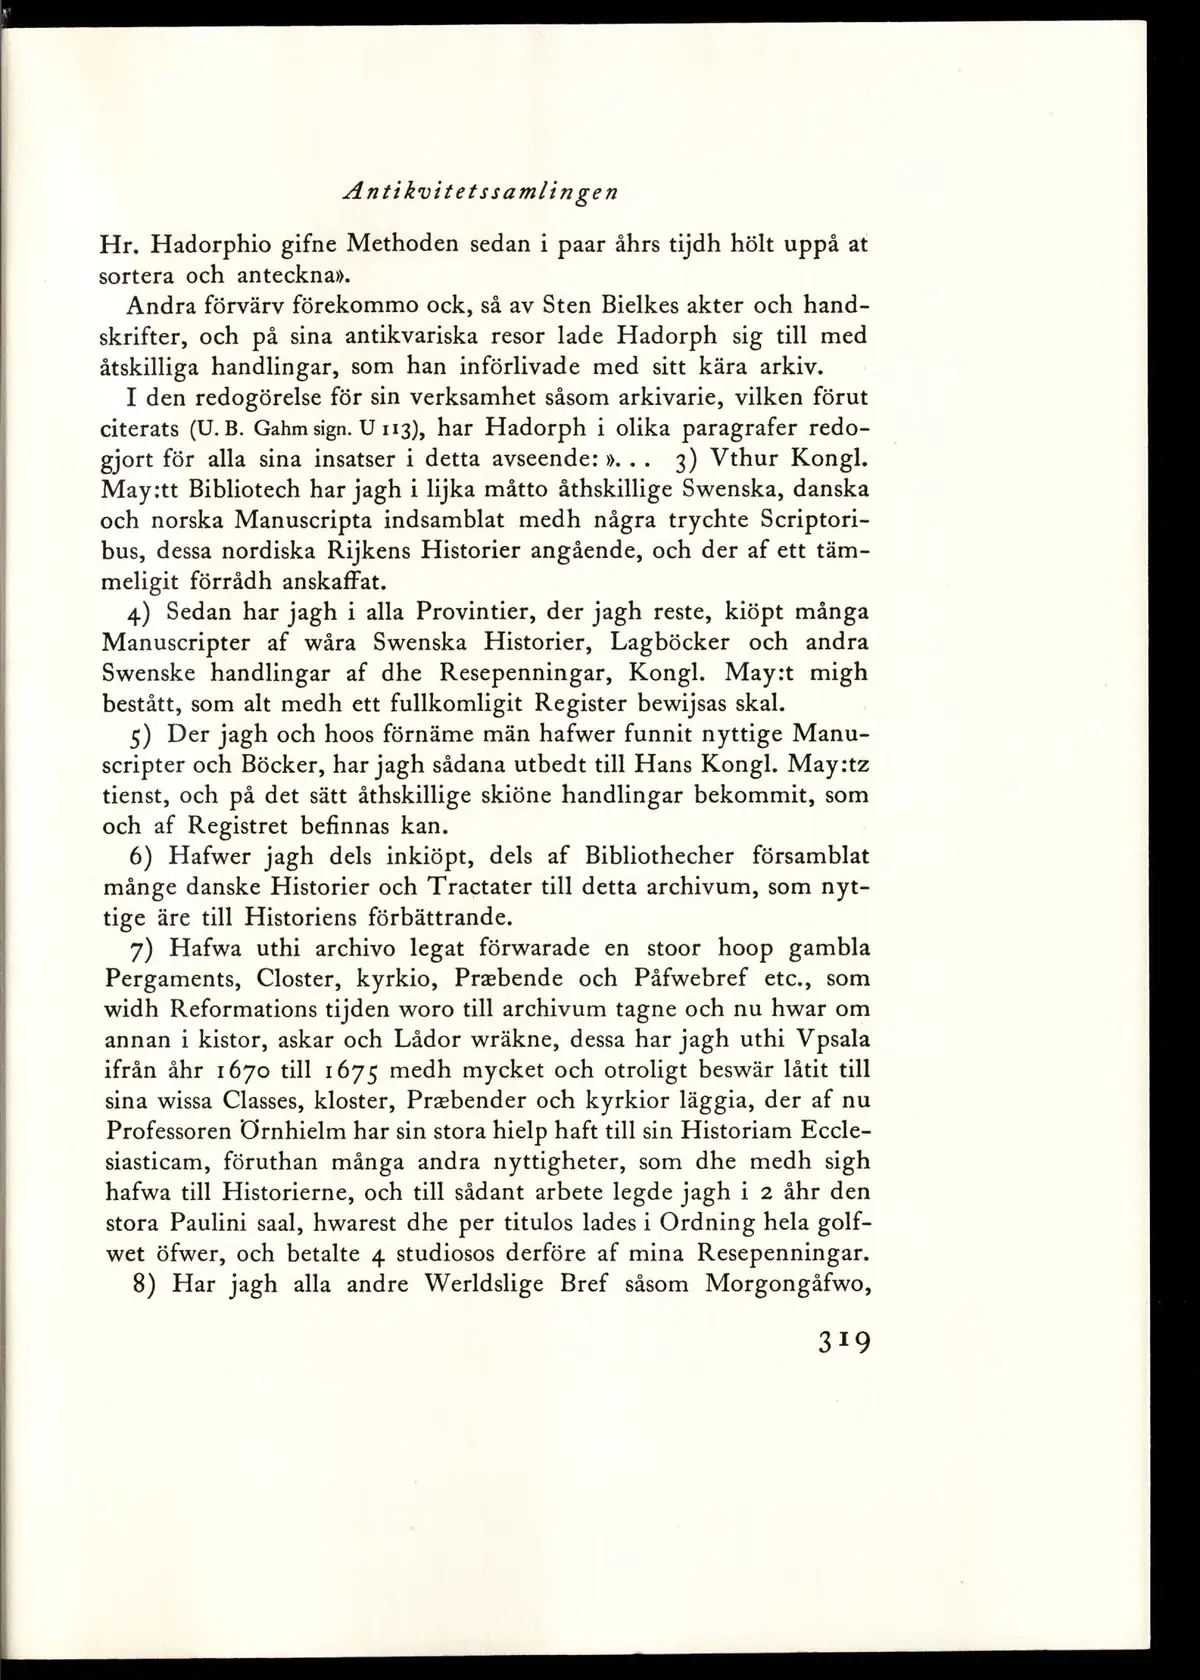 Antikvitetssamlingen
Hr. Hadorphio gifne Methoden sedan i paar åhrs tijdh hölt uppå at
sortera och anteckna».
Andra förvärv förekommo ock, så av Sten Bielkes akter och hand-
skrifter, och på sina antikvariska resor lade Hadorph sig till med
åtskilliga handlingar, som han införlivade med sitt kära arkiv.
I den redogörelse för sin verksamhet såsom arkivarie, vilken förut
citerats (U. B. Gahm sign. U 113), har Hadorph i olika paragrafer redo-
gjort för alla sina insatser i detta avseende: ». . . 3) Vthur Kongl.
May:tt Bibliotech har jagh i lijka måtto åthskillige Swenska, danska
och norska Manuscripta indsamblat medh några trychte Scriptori-
bus, dessa nordiska Rijkens Historier angående, och der af ett täm-
meligit förrådh anskaffat.
4) Sedan har jagh i alla Provintier, der jagh reste, kiöpt många
Manuscripter af wåra Swenska Historier, Lagböcker och andra
Swenske handlingar af dhe Resepenningar, Kongl. May:t migh
bestått, som alt medh ett fullkomligit Register bewijsas skal.
5) Der jagh och hoos förnäme män hafwer funnit nyttige Manu-
scripter och Böcker, har jagh sådana utbedt till Hans Kongl. May:tz
tienst, och på det sätt åthskillige skiöne handlingar bekommit, som
och af Registret befinnas kan.
6) Hafwer jagh dels inkiöpt, dels af Bibliothecher församblat
månge danske Historier och Tractater till detta archivum, som nyt-
tige äre till Historiens förbättrande.
7) Hafwa uthi archivo legat förwarade en stoor hoop gambla
Pergaments, Closter, kyrkio, Præbende och Påfwebref etc., som
widh Reformations tijden woro till archivum tagne och nu hwar om
annan i kistor, askar och Lådor wräkne, dessa har jagh uthi Vpsala
ifrån åhr 1670 till 1675 medh mycket och otroligt beswär låtit till
sina wissa Classes, kloster, Præbender och kyrkior läggia, der af nu
Professoren Örnhielm har sin stora hielp haft till sin Historiam Eccle-
siasticam, föruthan många andra nyttigheter, som dhe medh sigh
hafwa till Historierne, och till sådant arbete legde jagh i 2 åhr den
stora Paulini saal, hwarest dhe per titulos lades i Ordning hela golf-
wet öfwer, och betalte 4 studiosos derföre af mina Resepenningar.
8) Har jagh alla andre Werldslige Bref såsom Morgongåfwo,
319